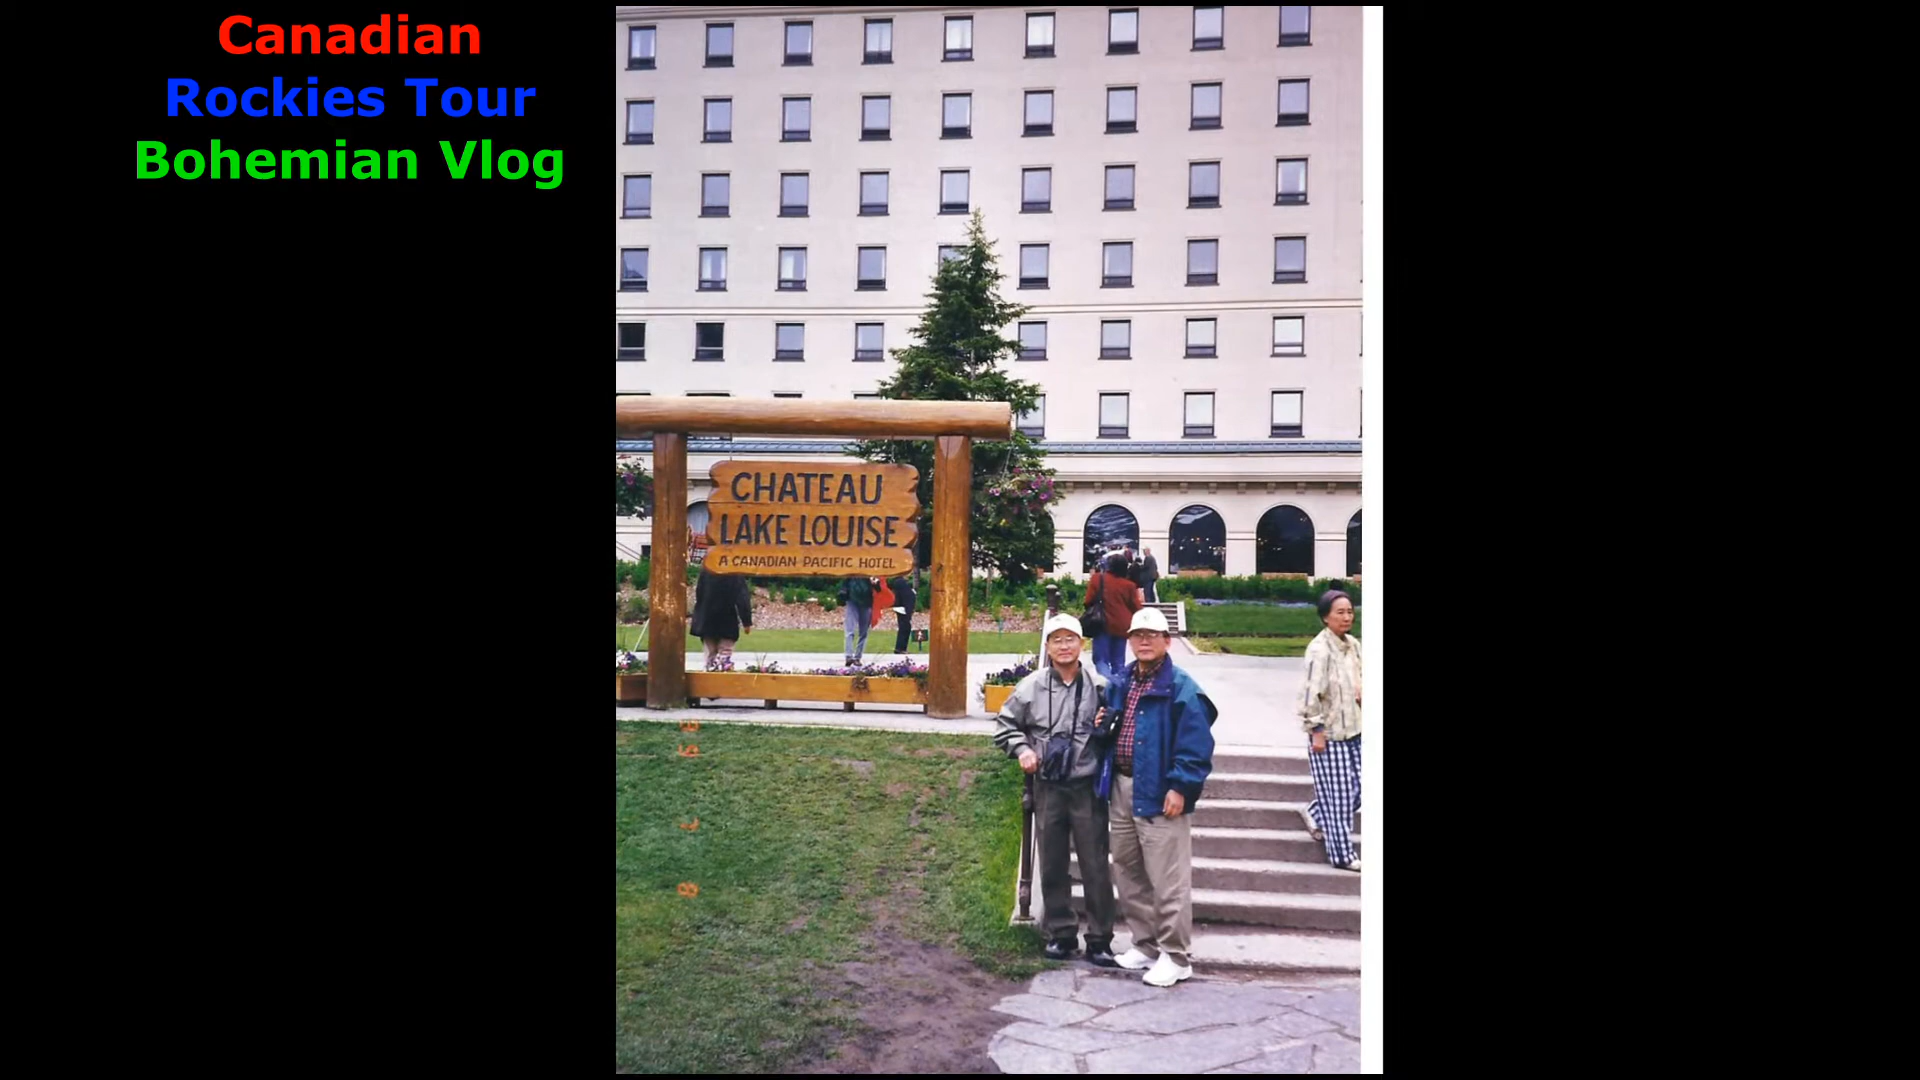 Canadian
Rockies Tour
Bohemian Vlog
CHATEAU
LAKE LOUISE
A CANADIAN PACIFIC HOTEL